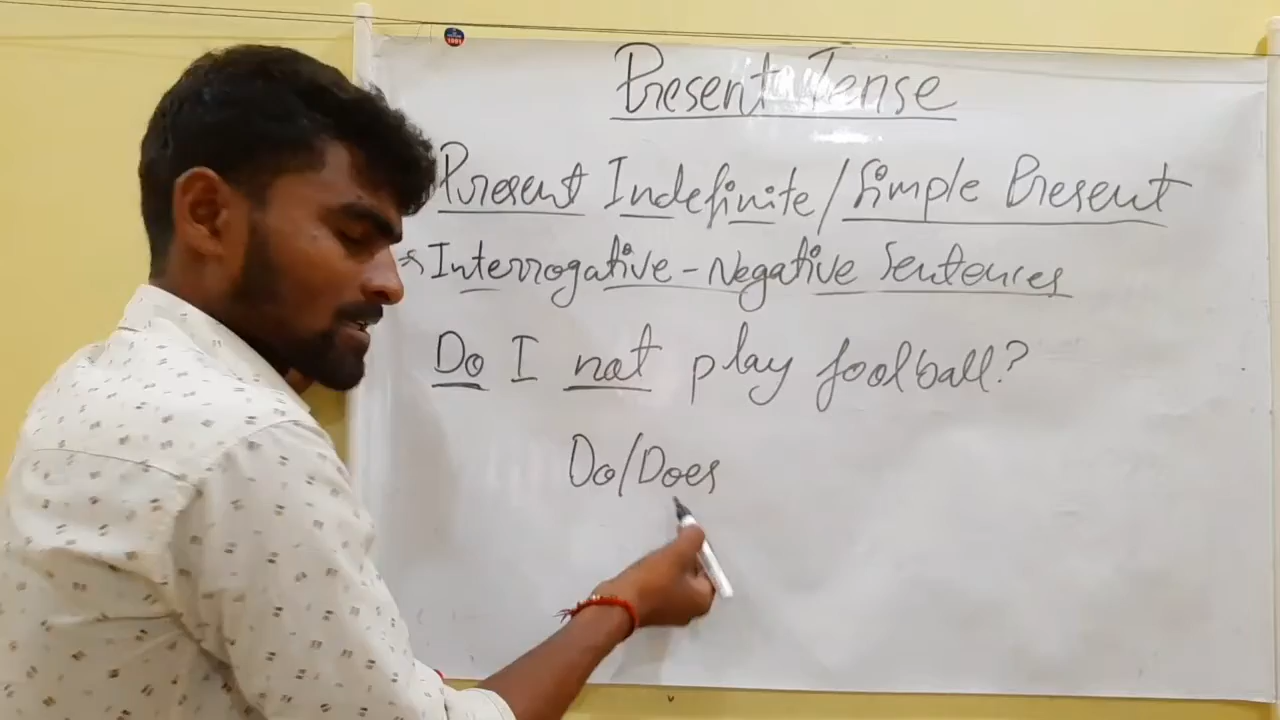 Present Tense
Present Indefinite/Simple Present
Interrogative-Negative Sentences
Do I not play football?
Do/Does